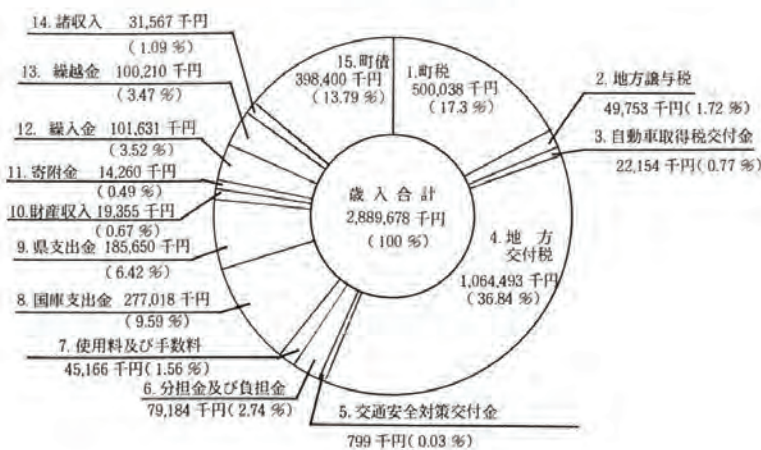 歳入合計
2,889,678 千円
(100 %)
1.町税
500,038 千円
(17.3 %)
2. 地方譲与税
49,753 千円(1.72 %)
3. 自動車取得税交付金
22,154 千円(0.77 %)
4. 地方
交付税
1,064,493 千円
(36.84 %)
5. 交通安全対策交付金
799 千円(0.03 %)
6. 分担金及び負担金
79,184 千円(2.74 %)
7. 使用料及び手数料
45,166 千円(1.56 %)
8. 国庫支出金 277,018 千円
(9.59 %)
9. 県支出金 185,650 千円
(6.42 %)
10.財産収入 19,355 千円
(0.67 %)
11. 寄附金 14,260 千円
(0.49 %)
12. 繰入金 101,631 千円
(3.52 %)
13. 繰越金 100,210 千円
(3.47 %)
14. 諸収入 31,567 千円
(1.09 %)
15.町債
398,400 千円
(13.79 %)